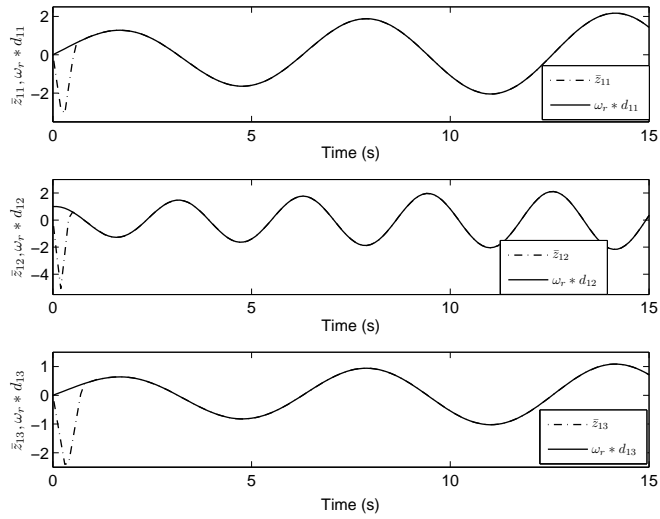 2
0
−2
z̄₁₁, ωᵣ * d₁₁
0 5 10 15
Time (s)
z̄₁₁
ωᵣ * d₁₁
2
0
−2
−4
z̄₁₂, ωᵣ * d₁₂
0 5 10 15
Time (s)
z̄₁₂
ωᵣ * d₁₂
1
0
−1
−2
z̄₁₃, ωᵣ * d₁₃
0 5 10 15
Time (s)
z̄₁₃
ωᵣ * d₁₃